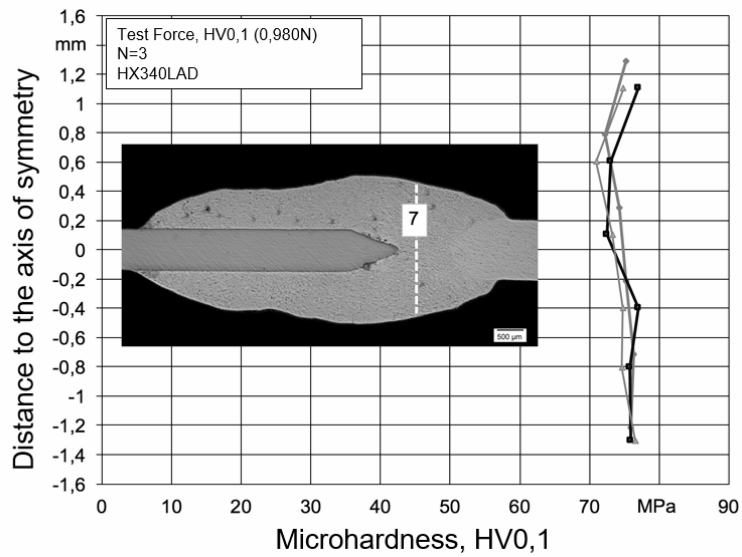 1,6
mm
1,2
1
0,8
0,6
0,4
0,2
0
-0,2
-0,4
-0,6
-0,8
-1
-1,2
-1,4
-1,6
Distance to the axis of symmetry
Test Force, HV0,1 (0,980N)
N=3
HX340LAD
7
500 µm
0 10 20 30 40 50 60 70 MPa 90
Microhardness, HV0,1